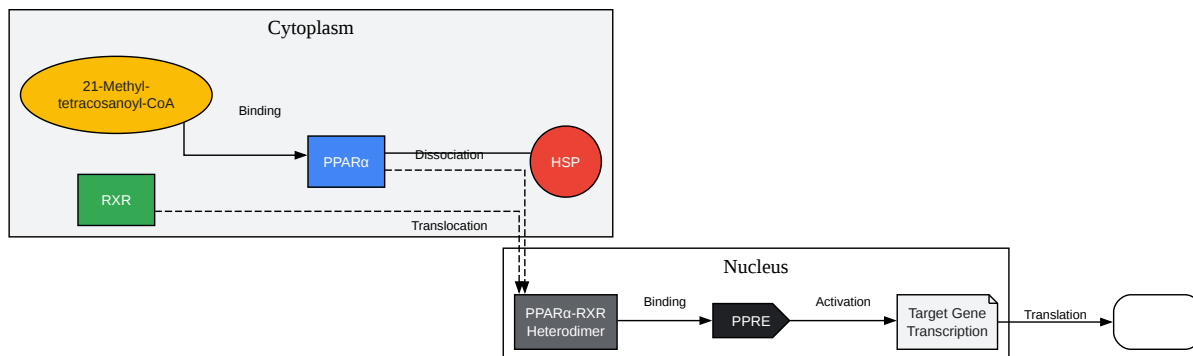 Cytoplasm
21-Methyl-
tetracosanoyl-CoA
Binding
PPARα
Dissociation
HSP
RXR
Translocation
Nucleus
PPARα-RXR
Heterodimer
Binding
PPRE
Activation
Target Gene
Transcription
Translation